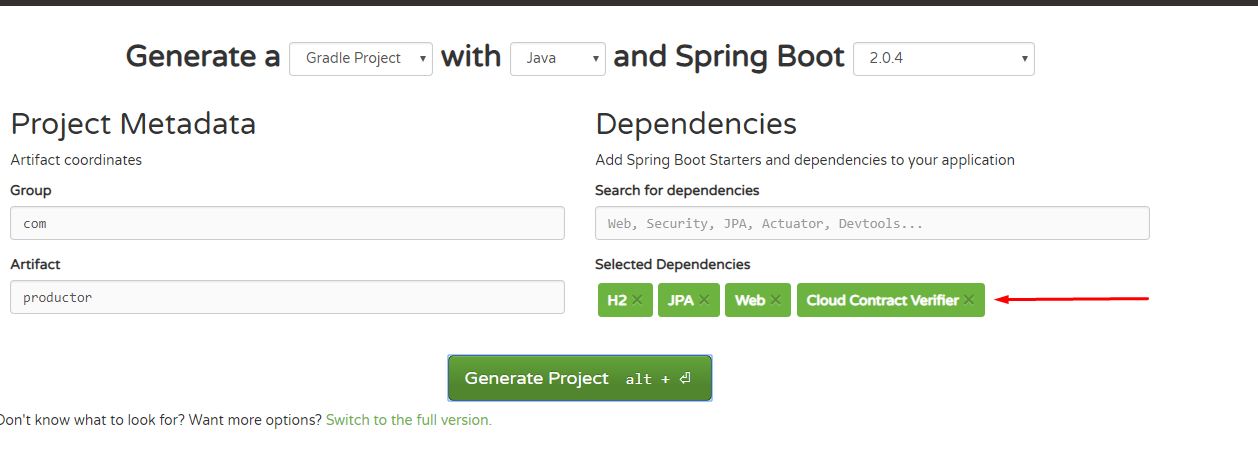 Generate a Gradle Project with Java and Spring Boot 2.0.4
Project Metadata
Artifact coordinates
Group
com
Artifact
productor
Dependencies
Add Spring Boot Starters and dependencies to your application
Search for dependencies
Web, Security, JPA, Actuator, Devtools...
Selected Dependencies
H2 × JPA × Web × Cloud Contract Verifier ×
Generate Project alt + ⏎
Don't know what to look for? Want more options? Switch to the full version.